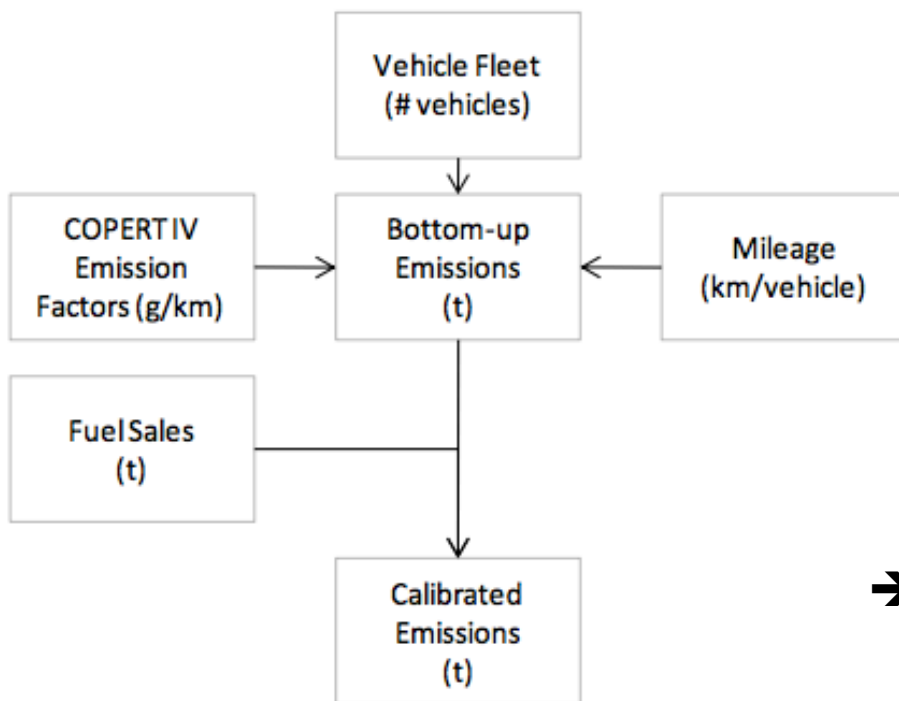 Vehicle Fleet
(# vehicles)
COPERT IV
Emission
Factors (g/km)
Bottom-up
Emissions
(t)
Mileage
(km/vehicle)
Fuel Sales
(t)
Calibrated
Emissions
(t)